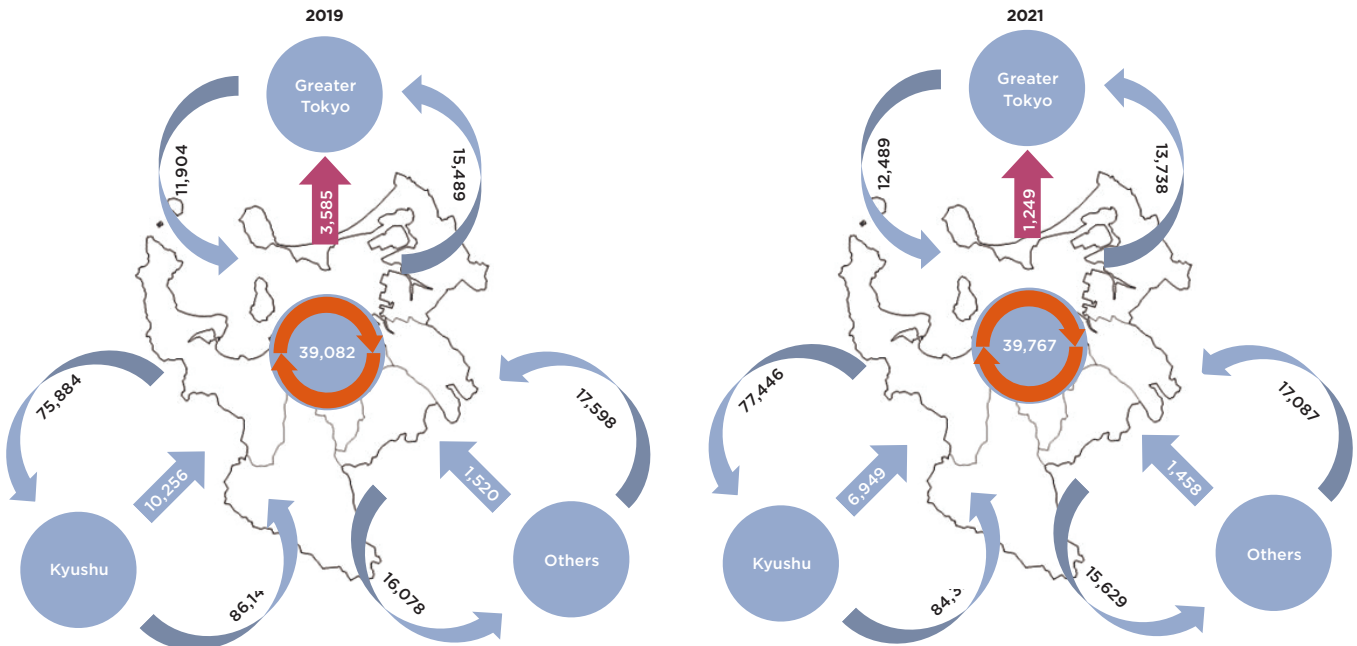 2019
Greater
Tokyo
11,904
15,489
3,585
39,082
75,884
10,256
Kyushu
17,598
1,520
16,078
Others
2021
Greater
Tokyo
12,489
13,738
1,249
39,767
77,446
6,949
Kyushu
17,087
1,458
15,629
Others